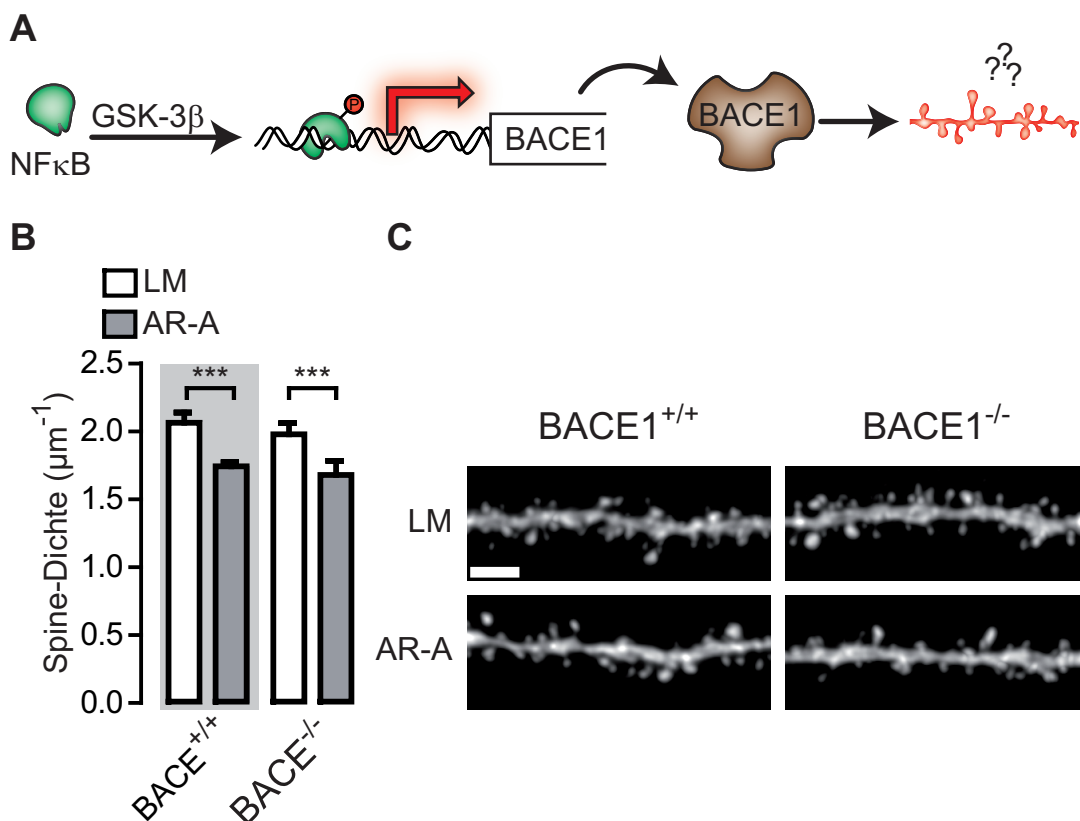 A
GSK-3β
NFκB
P
BACE1
BACE1
???
B
LM
AR-A
Spine-Dichte (µm⁻¹)
2.5
2.0
1.5
1.0
0.5
0.0
***
***
BACE⁺/⁺
BACE⁻/⁻
C
BACE1⁺/⁺
BACE1⁻/⁻
LM
AR-A